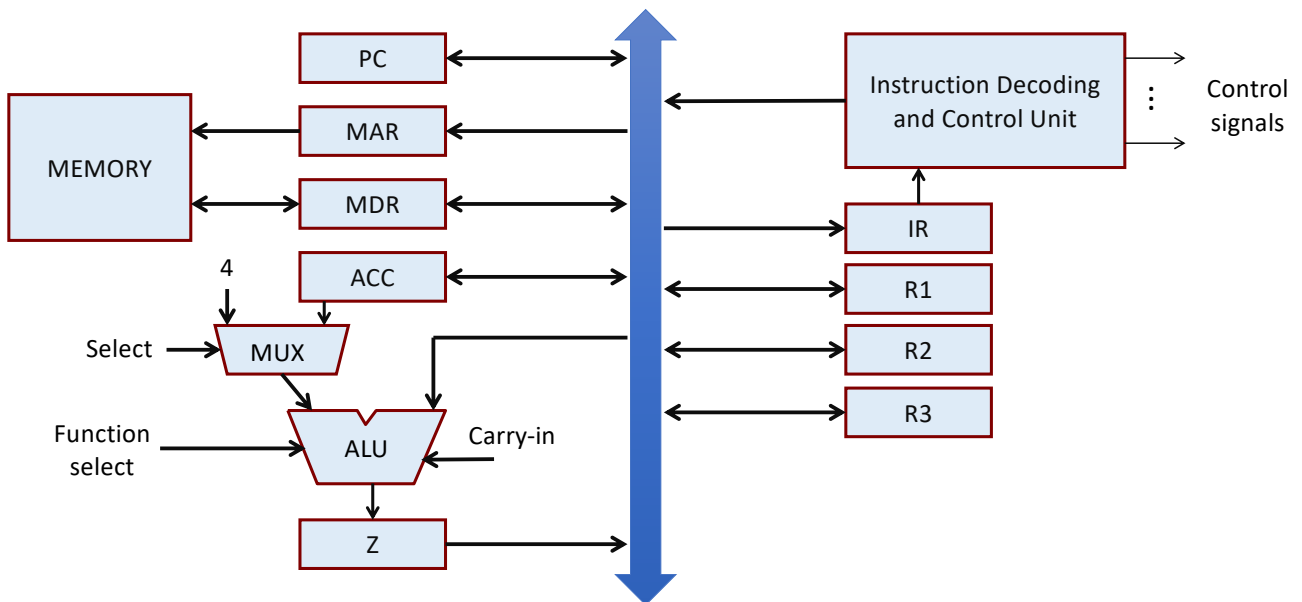 PC
Instruction Decoding
and Control Unit
Control
signals
MAR
MEMORY
MDR
IR
4
ACC
R1
Select
MUX
R2
R3
Function
select
ALU
Carry-in
Z